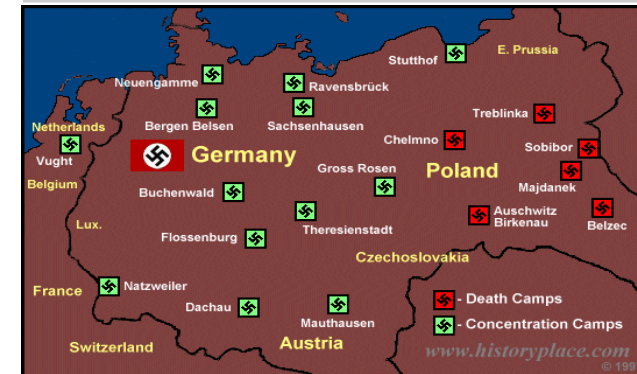 Stutthof
E. Prussia
Neuengamme
Ravensbrück
Treblinka
Netherlands
Bergen Belsen
Sachsenhausen
Chelmno
Sobibor
Vught
Germany
Gross Rosen
Poland
Majdanek
Belgium
Buchenwald
Auschwitz
Birkenau
Belzec
Lux.
Theresienstadt
Flossenburg
Czechoslovakia
France
Natzweiler
- Death Camps
Dachau
Mauthausen
- Concentration Camps
Switzerland
Austria
www.historyplace.com
© 199